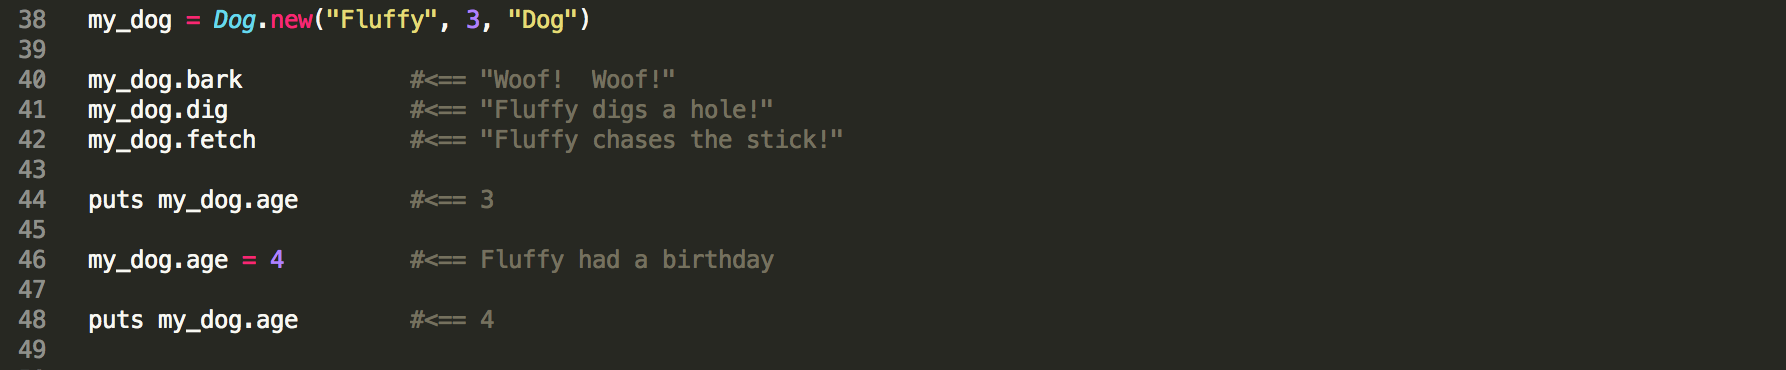 38 my_dog = Dog.new("Fluffy", 3, "Dog")
39
40 my_dog.bark #<== "Woof!  Woof!"
41 my_dog.dig #<== "Fluffy digs a hole!"
42 my_dog.fetch #<== "Fluffy chases the stick!"
43
44 puts my_dog.age #<== 3
45
46 my_dog.age = 4 #<== Fluffy had a birthday
47
48 puts my_dog.age #<== 4
49